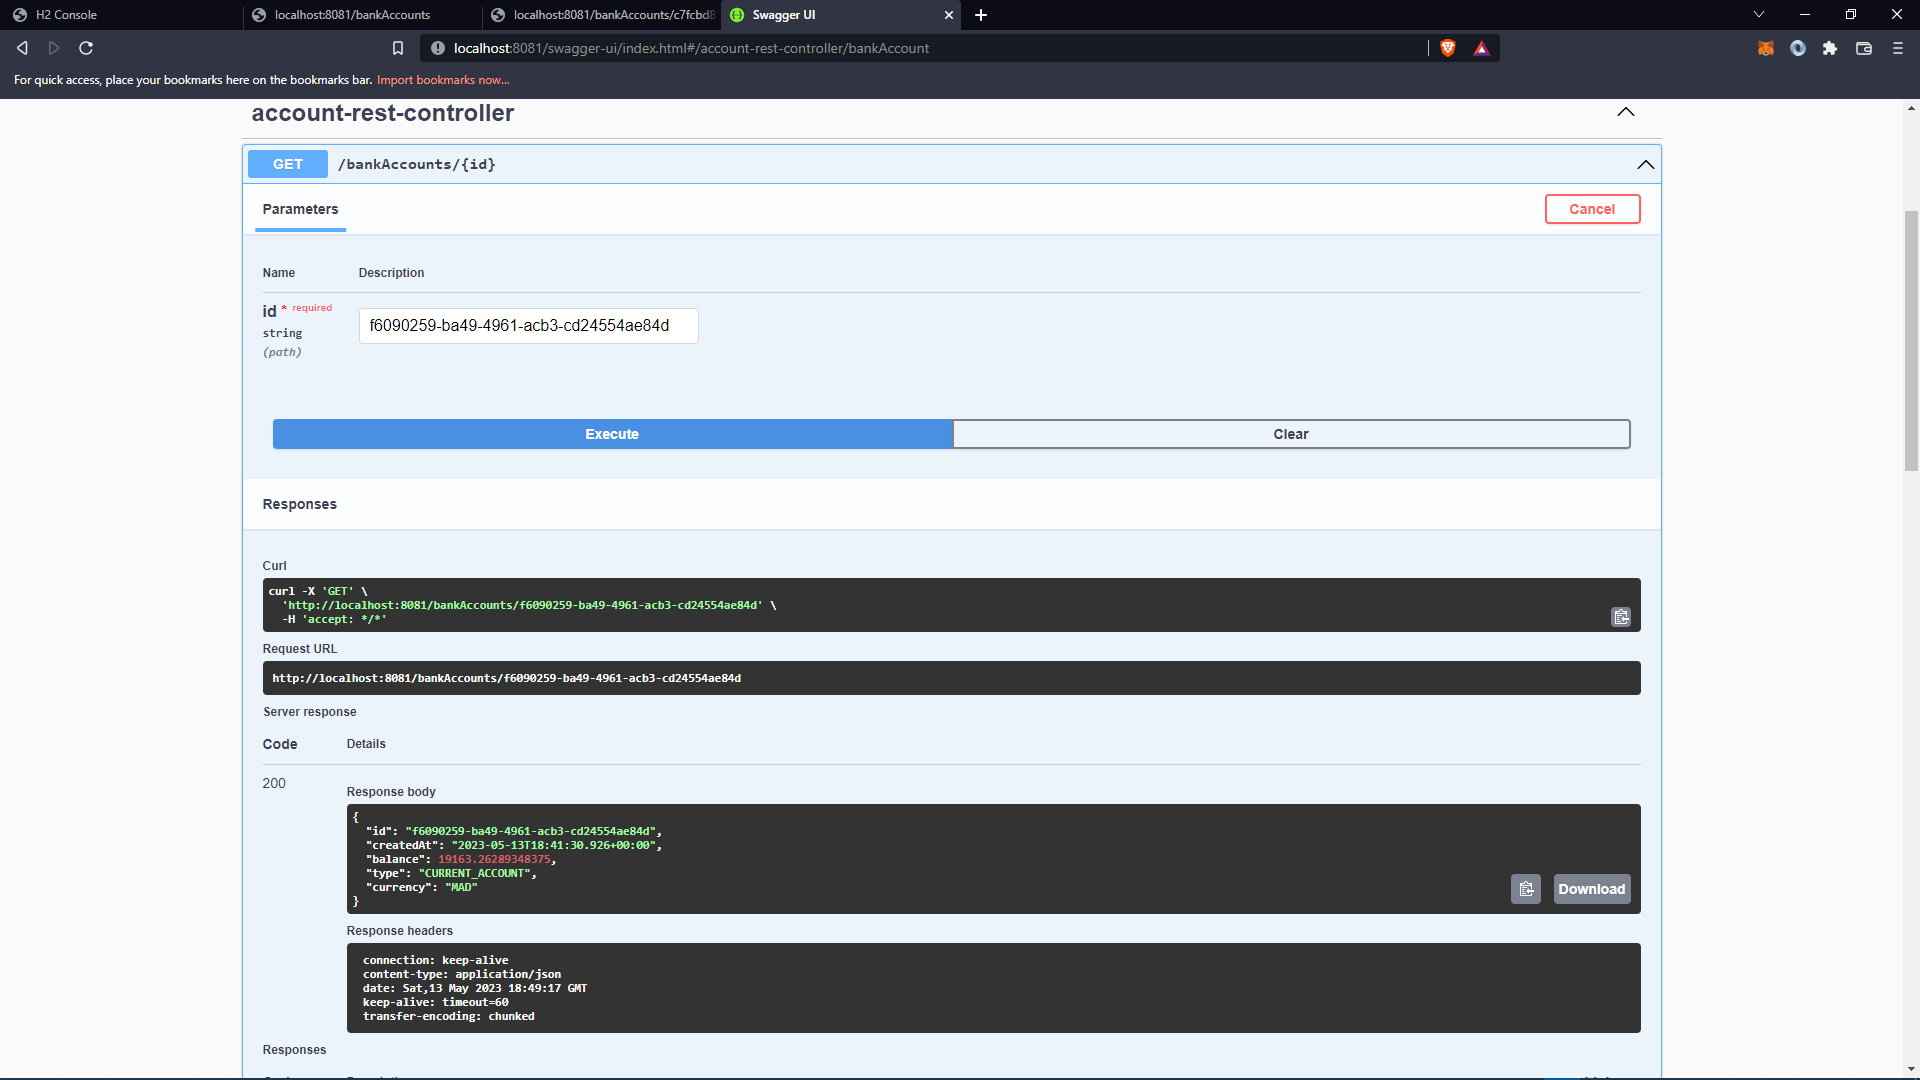 H2 Console
localhost:8081/bankAccounts
localhost:8081/bankAccounts/c7fcbd8
Swagger UI
localhost:8081/swagger-ui/index.html#/account-rest-controller/bankAccount
For quick access, place your bookmarks here on the bookmarks bar. Import bookmarks now...
account-rest-controller
GET /bankAccounts/{id}
Parameters
Cancel
Name Description
id * required
string
(path)
f6090259-ba49-4961-acb3-cd24554ae84d
Execute
Clear
Responses
Curl
curl -X 'GET' \
'http://localhost:8081/bankAccounts/f6090259-ba49-4961-acb3-cd24554ae84d' \
-H 'accept: */*'
Request URL
http://localhost:8081/bankAccounts/f6090259-ba49-4961-acb3-cd24554ae84d
Server response
Code Details
200
Response body
{
"id": "f6090259-ba49-4961-acb3-cd24554ae84d",
"createdAt": "2023-05-13T18:41:30.926+00:00",
"balance": 19163.26289348375,
"type": "CURRENT_ACCOUNT",
"currency": "MAD"
}
Download
Response headers
connection: keep-alive
content-type: application/json
date: Sat,13 May 2023 18:49:17 GMT
keep-alive: timeout=60
transfer-encoding: chunked
Responses